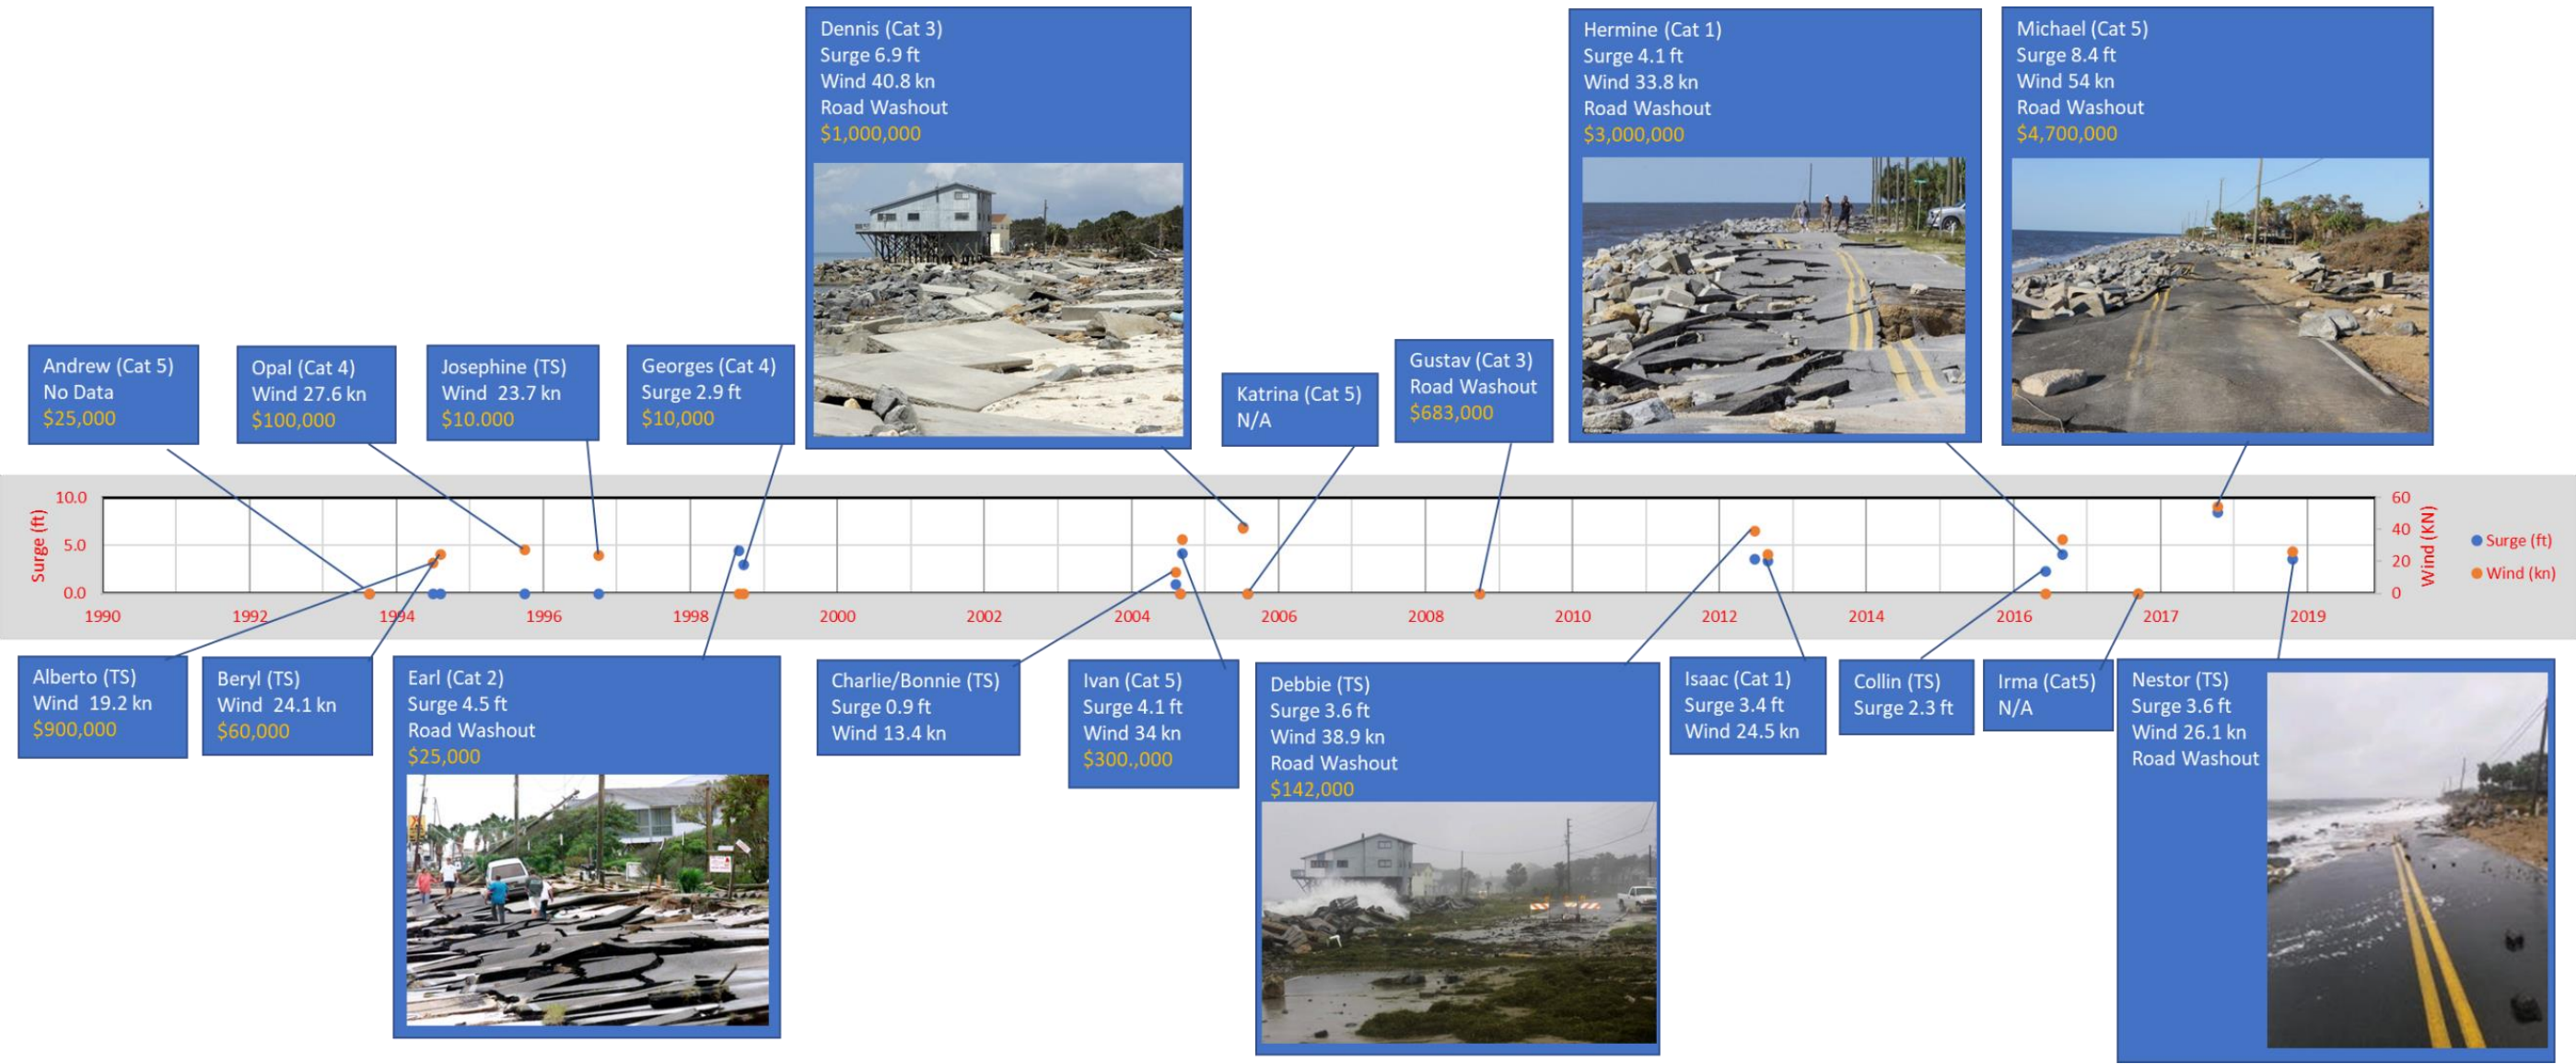 Dennis (Cat 3)
Surge 6.9 ft
Wind 40.8 kn
Road Washout
$1,000,000
Hermine (Cat 1)
Surge 4.1 ft
Wind 33.8 kn
Road Washout
$3,000,000
Michael (Cat 5)
Surge 8.4 ft
Wind 54 kn
Road Washout
$4,700,000
Andrew (Cat 5)
No Data
$25,000
Opal (Cat 4)
Wind 27.6 kn
$100,000
Josephine (TS)
Wind 23.7 kn
$10.000
Georges (Cat 4)
Surge 2.9 ft
$10,000
Katrina (Cat 5)
N/A
Gustav (Cat 3)
Road Washout
$683,000
Surge (ft)
10.0
5.0
0.0
1990 1992 1994 1996 1998 2000 2002 2004 2006 2008 2010 2012 2014 2016 2017 2019
60
40
20
0
Wind (KN)
Surge (ft)
Wind (kn)
Alberto (TS)
Wind 19.2 kn
$900,000
Beryl (TS)
Wind 24.1 kn
$60,000
Earl (Cat 2)
Surge 4.5 ft
Road Washout
$25,000
Charlie/Bonnie (TS)
Surge 0.9 ft
Wind 13.4 kn
Ivan (Cat 5)
Surge 4.1 ft
Wind 34 kn
$300.,000
Debbie (TS)
Surge 3.6 ft
Wind 38.9 kn
Road Washout
$142,000
Isaac (Cat 1)
Surge 3.4 ft
Wind 24.5 kn
Collin (TS)
Surge 2.3 ft
Irma (Cat5)
N/A
Nestor (TS)
Surge 3.6 ft
Wind 26.1 kn
Road Washout